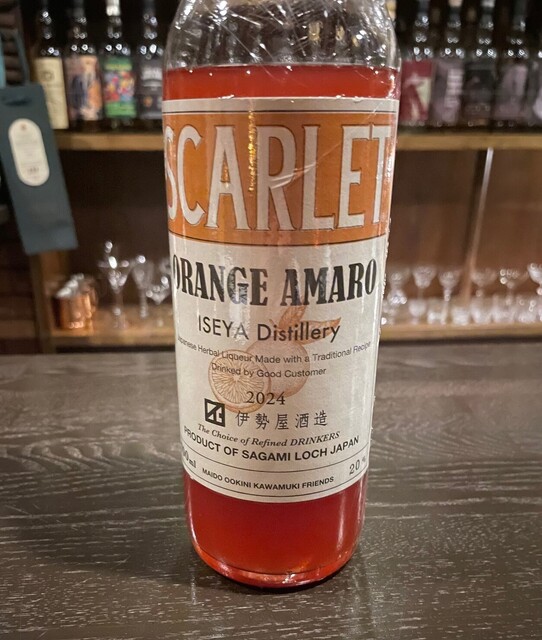 SCARLET
ORANGE AMARO
ISEYA Distillery
Japanese Herbal Liqueur Made with a Traditional Recipe
Drinked by Good Customer
2024
伊勢屋酒造
The Choice of Refined DRINKERS
PRODUCT OF SAGAMI LOCH JAPAN
20
MAIDO OOKINI KAWAMUKI FRIENDS